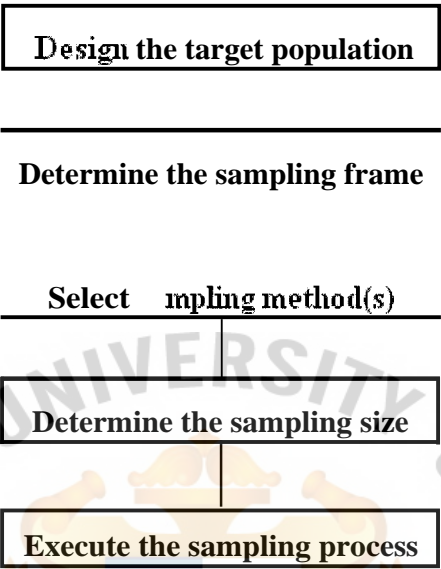 Design the target population
Determine the sampling frame
Select mpling method(s)
UNIVERSITY
Determine the sampling size
Execute the sampling process